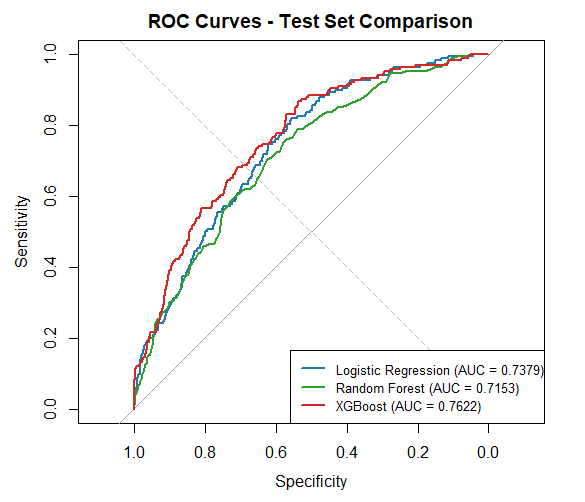 ROC Curves - Test Set Comparison
Sensitivity
1.0
0.8
0.6
0.4
0.2
0.0
Logistic Regression (AUC = 0.7379)
Random Forest (AUC = 0.7153)
XGBoost (AUC = 0.7622)
1.0 0.8 0.6 0.4 0.2 0.0
Specificity